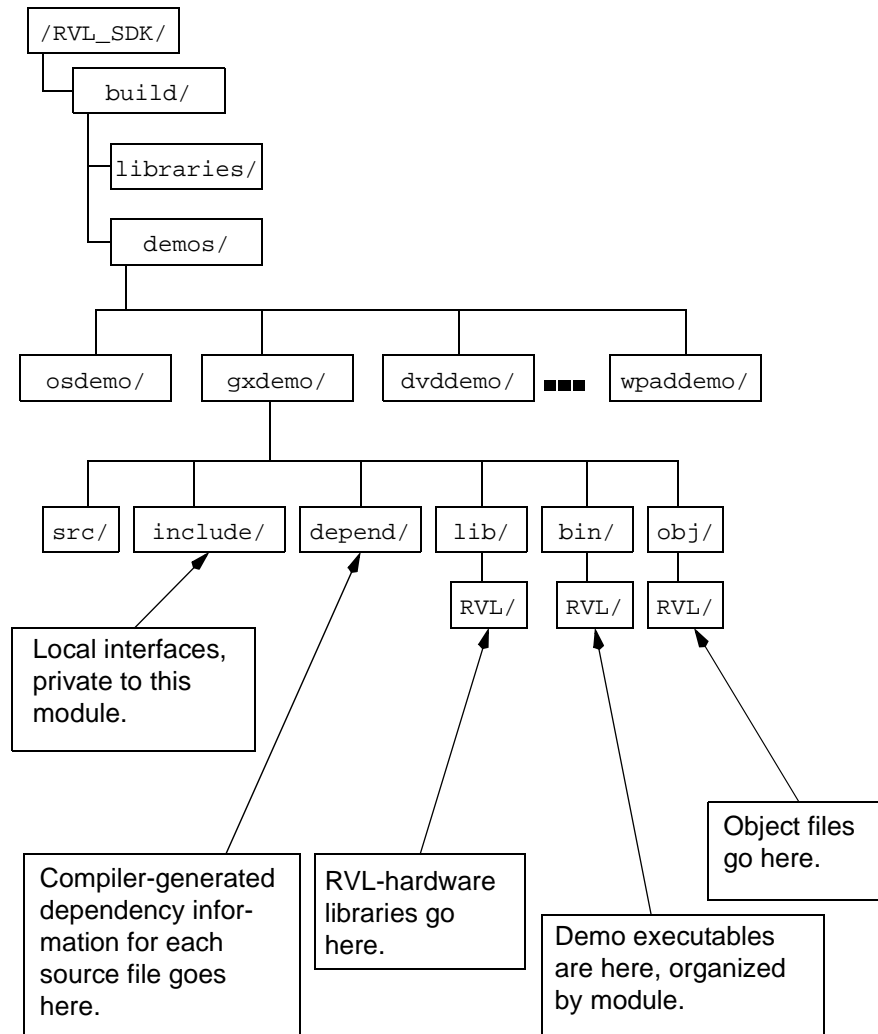 /RVL_SDK/
build/
libraries/
demos/
osdemo/
gxdemo/
dvddemo/
wpaddemo/
src/
include/
depend/
lib/
bin/
obj/
RVL/
RVL/
RVL/
Local interfaces,
private to this
module.
Object files
go here.
Compiler-generated
dependency infor-
mation for each
source file goes
here.
RVL-hardware
libraries go
here.
Demo executables
are here, organized
by module.